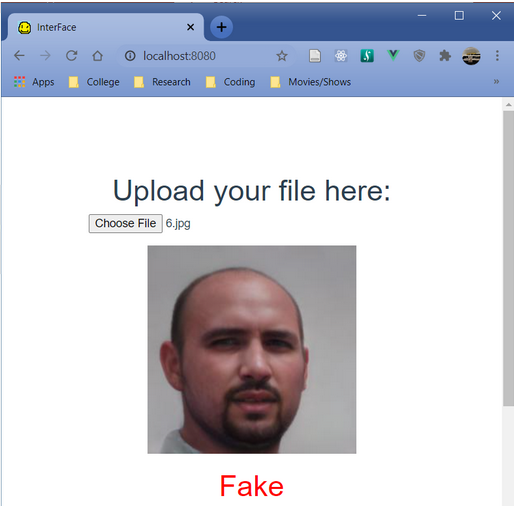 InterFace
localhost:8080
Apps College Research Coding Movies/Shows
Upload your file here:
Choose File 6.jpg
Fake